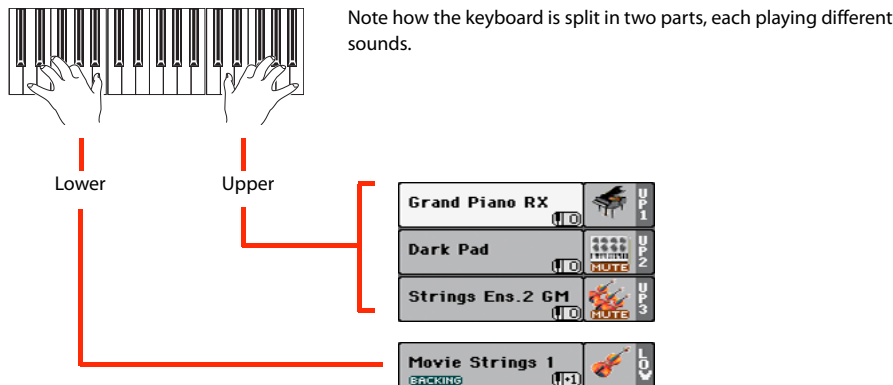 Note how the keyboard is split in two parts, each playing different
sounds.
Lower
Upper
Grand Piano RX
0
UP1
Dark Pad
0
MUTE
UP2
Strings Ens.2 GM
0
MUTE
UP3
Movie Strings 1
BACKING
+1
LOW